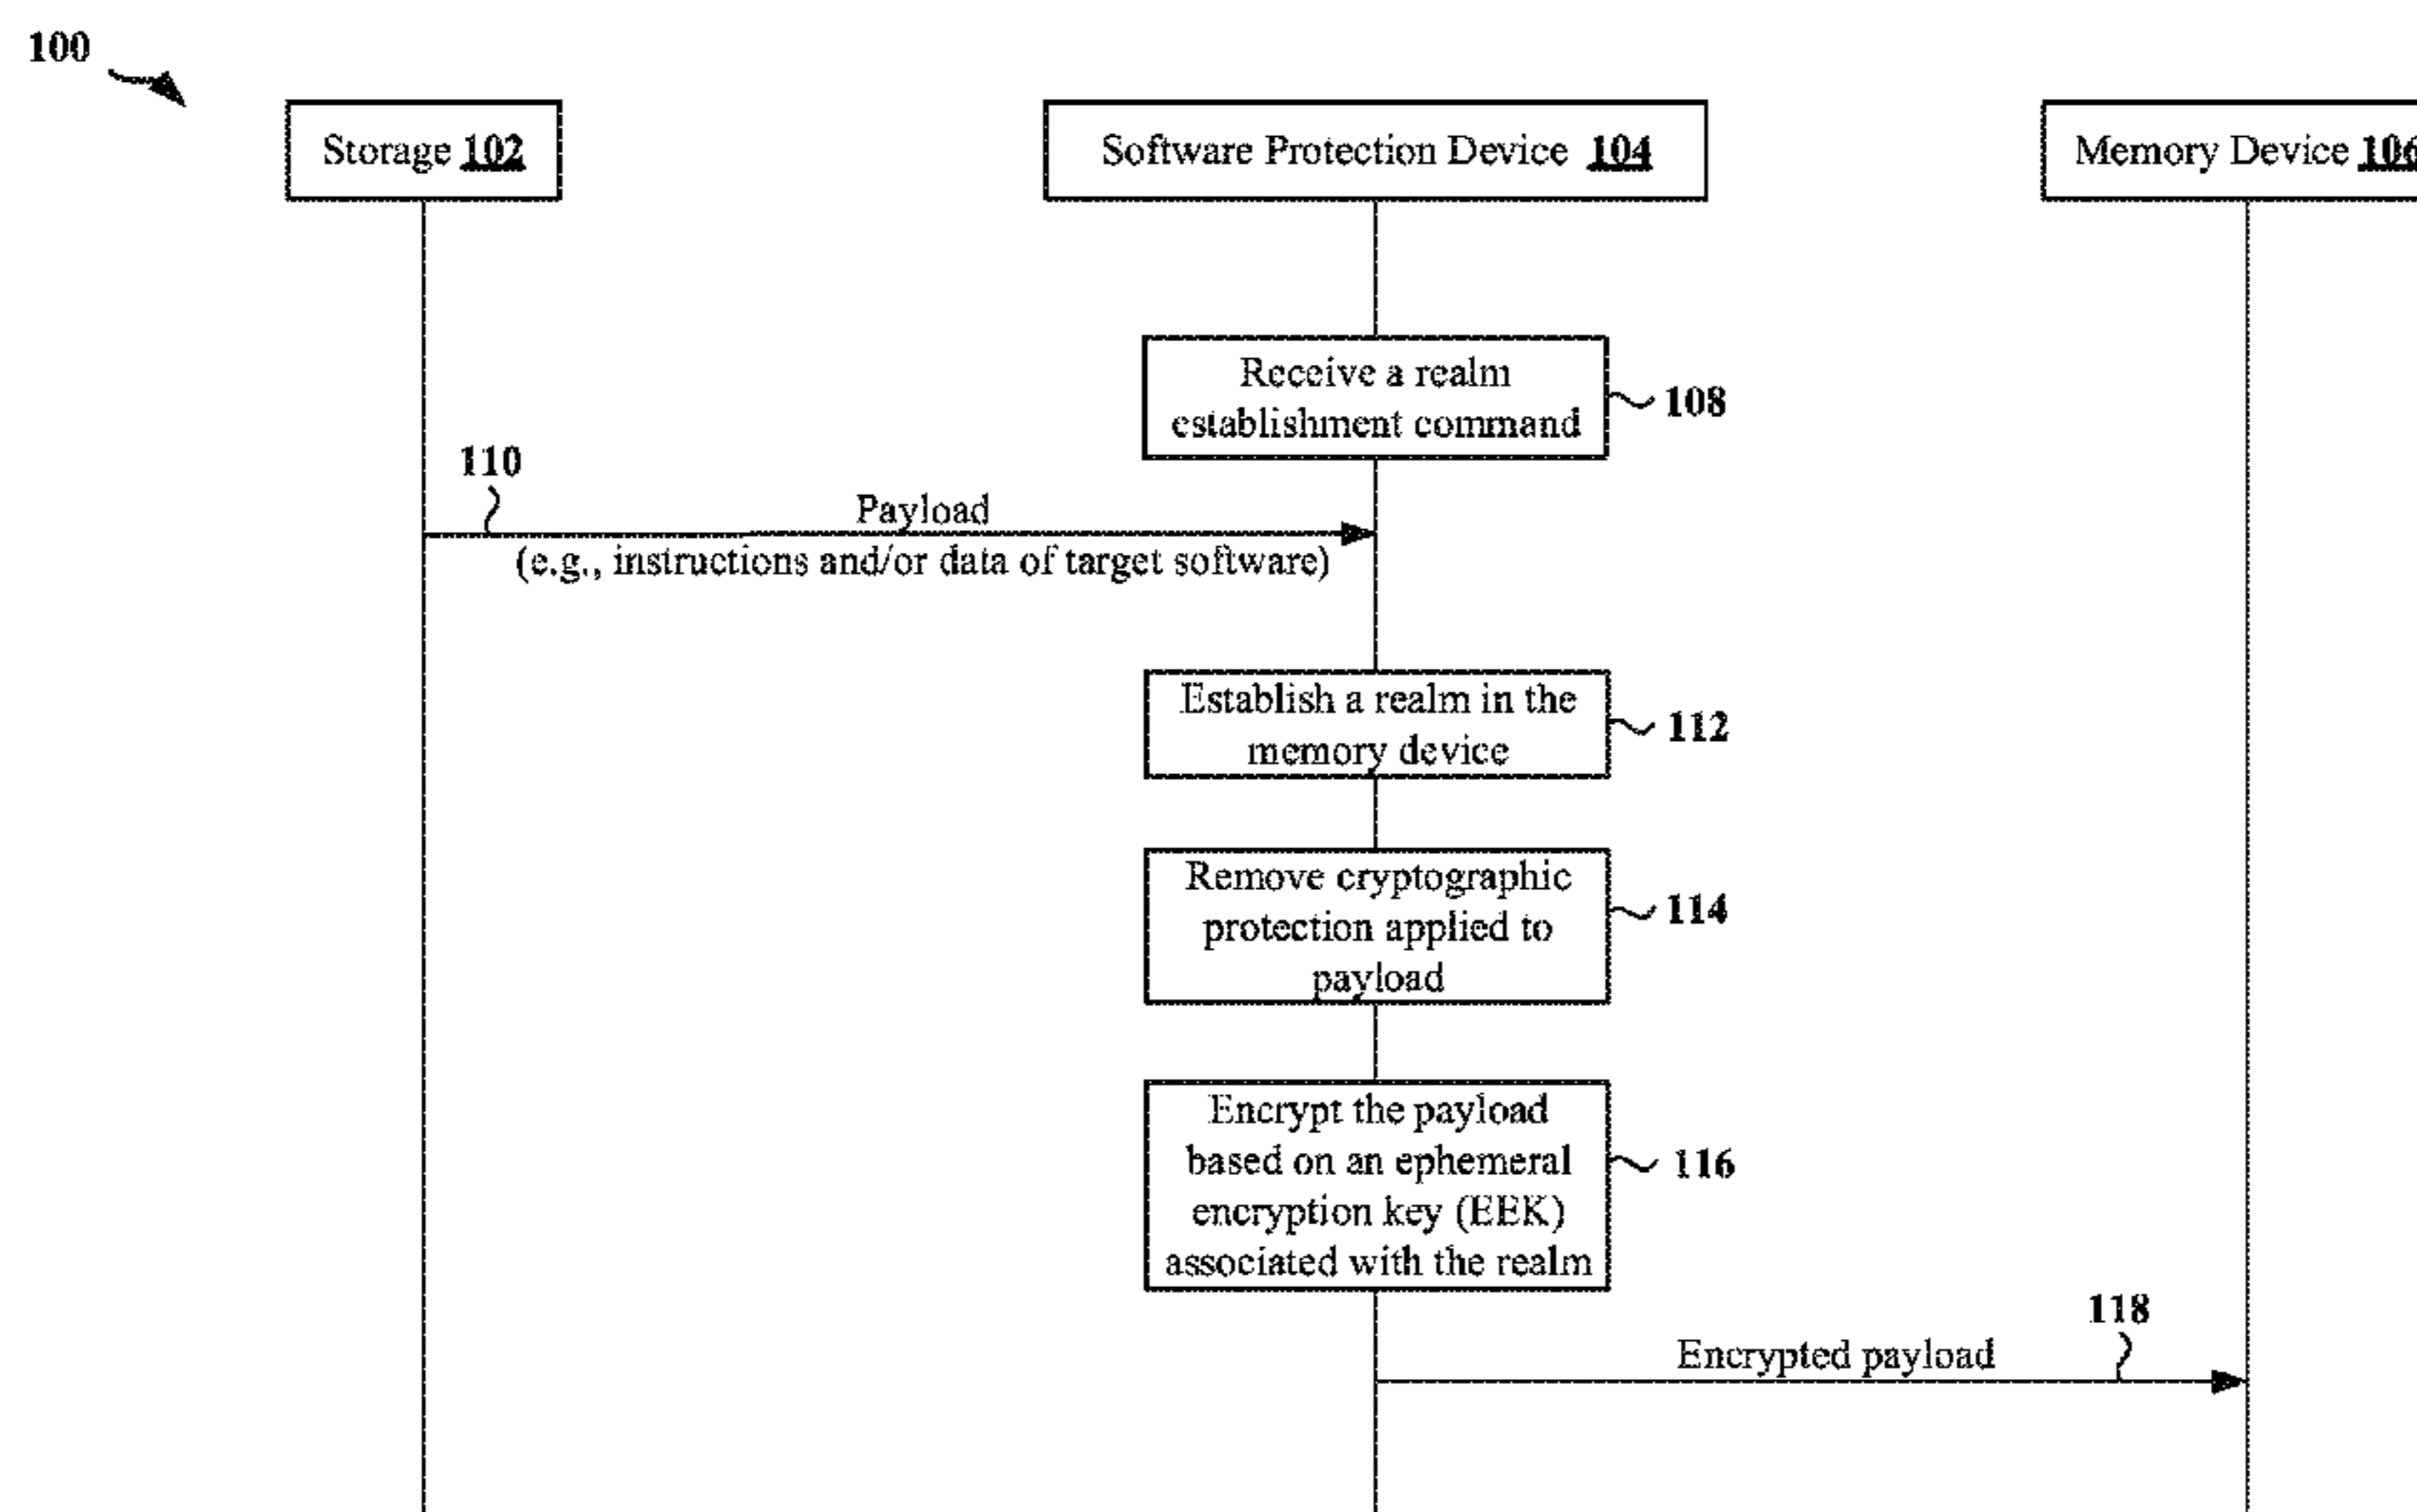 100
Storage 102
Software Protection Device 104
Memory Device 106
Receive a realm
establishment command
108
110
Payload
(e.g., instructions and/or data of target software)
Establish a realm in the
memory device
112
Remove cryptographic
protection applied to
payload
114
Encrypt the payload
based on an ephemeral
encryption key (EEK)
associated with the realm
116
118
Encrypted payload